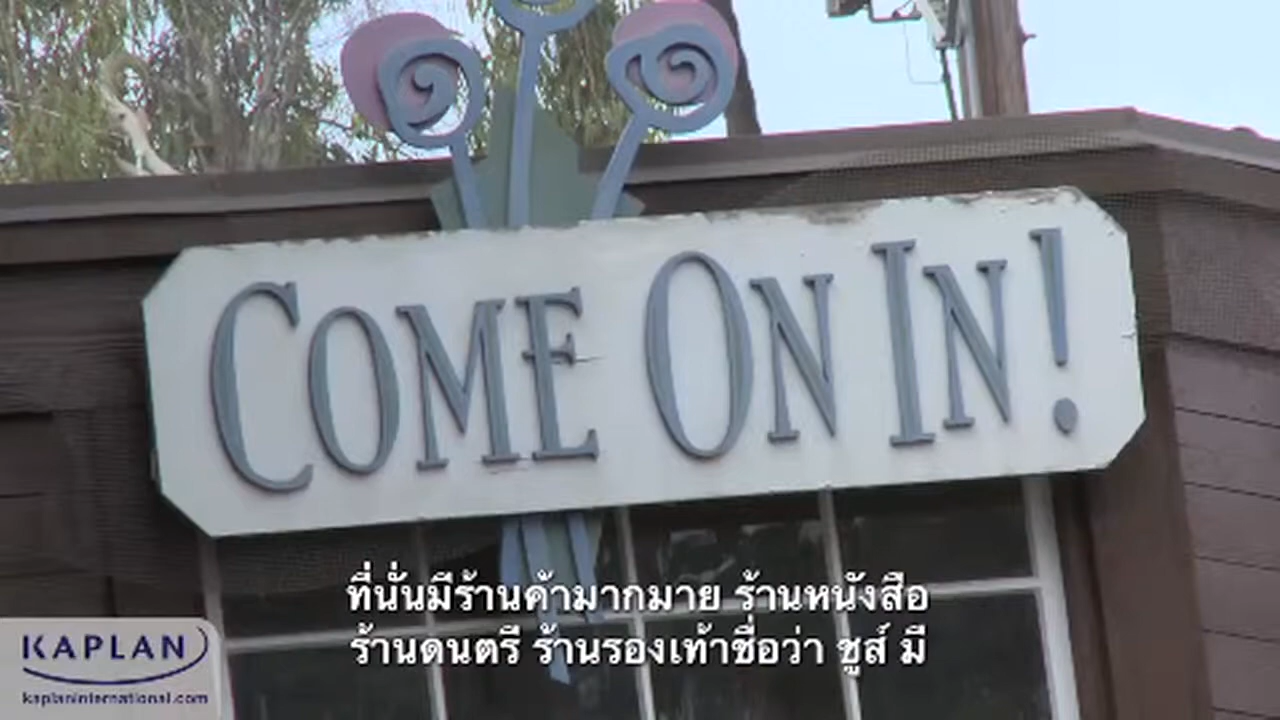 COME ON IN!
ที่นั่นมีร้านค้ามากมาย ร้านหนังสือ
ร้านดนตรี ร้านรองเท้าชื่อว่า ชูส์ มี
KAPLAN
kaplaninternational.com